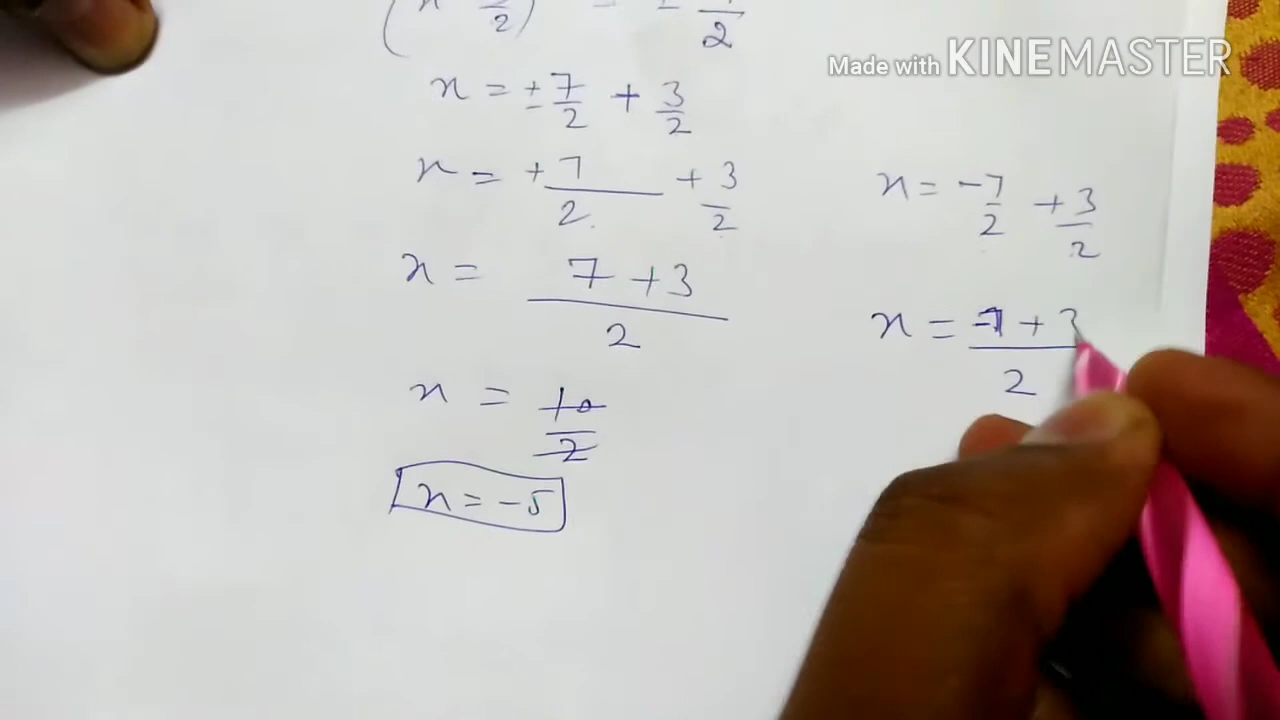 Made with KINEMASTER
x = ± 7/2 + 3/2
x = +7/2 + 3/2
x = 7+3/2
x = 10/2
x = -5
x = -7/2 + 3/2
x = -7 + 3/2